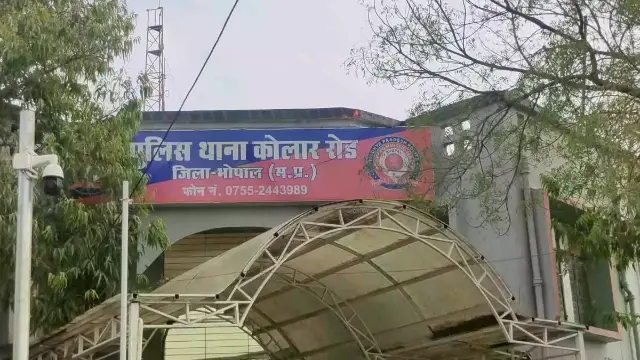 पुलिस थाना कोलार रोड
जिला-भोपाल (म.प्र.)
फोन नं. 0755-2443989